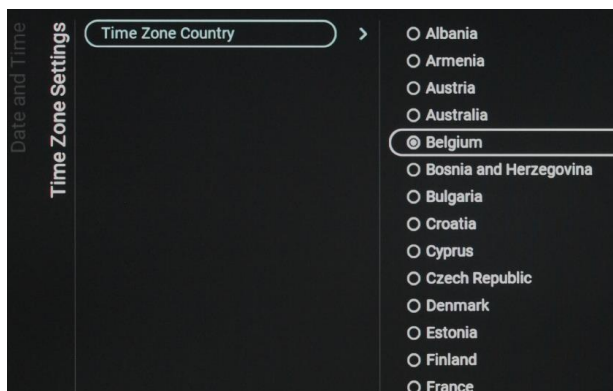 Date and Time
Time Zone Settings
Time Zone Country
Albania
Armenia
Austria
Australia
Belgium
Bosnia and Herzegovina
Bulgaria
Croatia
Cyprus
Czech Republic
Denmark
Estonia
Finland
France